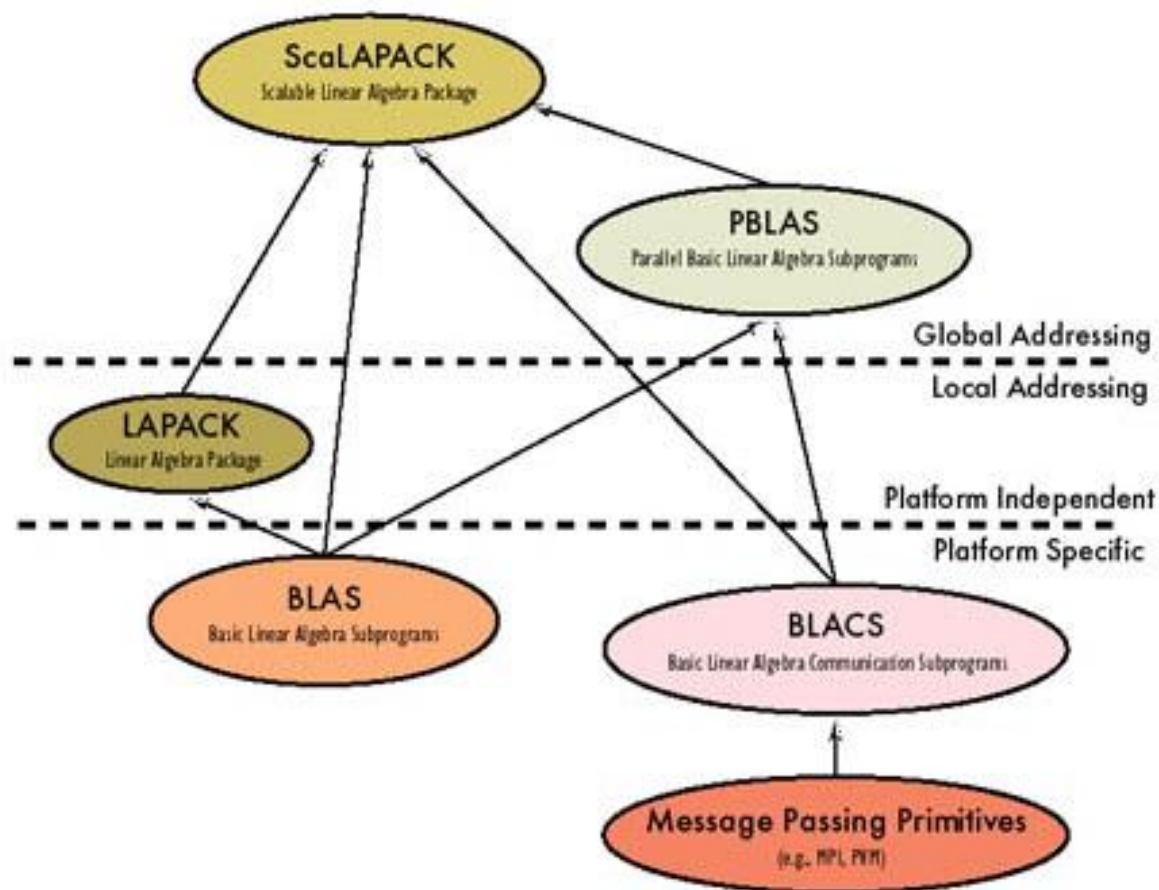 ScaLAPACK
Scalable Linear Algebra Package
PBLAS
Parallel Basic Linear Algebra Subprograms
Global Addressing
Local Addressing
LAPACK
Linear Algebra Package
Platform Independent
Platform Specific
BLAS
Basic Linear Algebra Subprograms
BLACS
Basic Linear Algebra Communication Subprograms
Message Passing Primitives
(e.g., MPI, PVM)